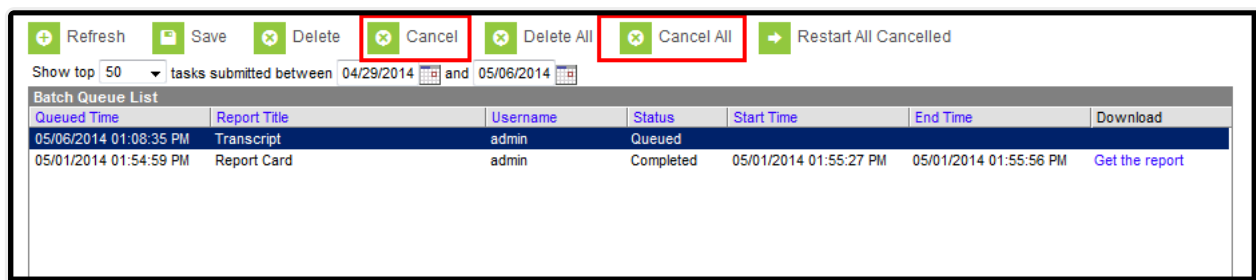 Refresh Save Delete Cancel Delete All Cancel All Restart All Cancelled
Show top 50 tasks submitted between 04/29/2014 and 05/06/2014
Batch Queue List
Queued Time Report Title Username Status Start Time End Time Download
05/06/2014 01:08:35 PM Transcript admin Queued
05/01/2014 01:54:59 PM Report Card admin Completed 05/01/2014 01:55:27 PM 05/01/2014 01:55:56 PM Get the report